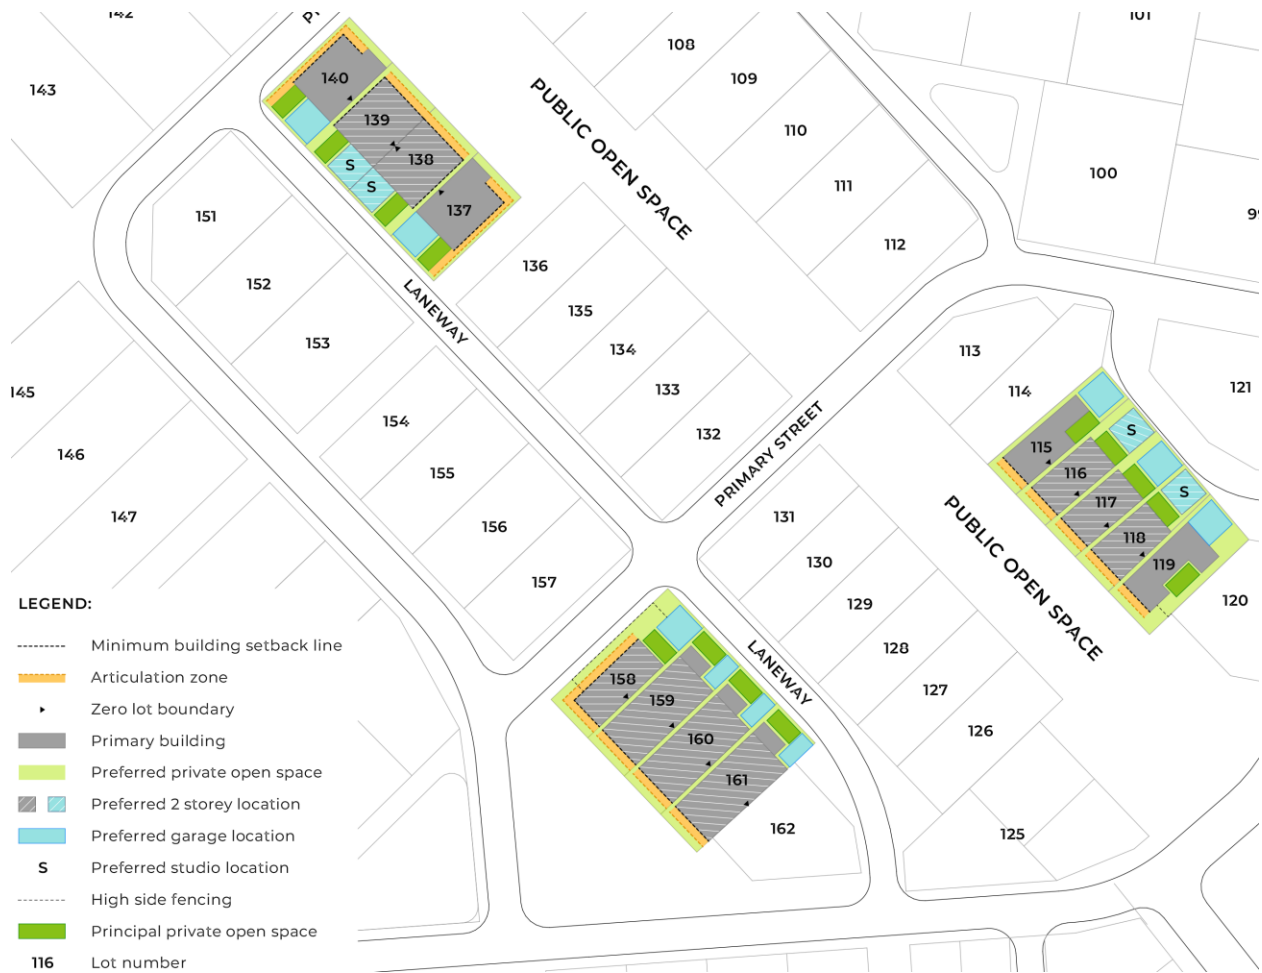 142
PR
101
108
143
140
109
PUBLIC OPEN SPACE
139
110
138
S
S
100
111
137
151
99
112
136
152
LANEWAY
135
153
134
113
133
121
145
114
154
132
S
PRIMARY STREET
115
146
155
116
S
117
147
131
156
PUBLIC OPEN SPACE
118
130
119
157
129
120
128
LANEWAY
158
127
159
126
160
161
162
125
LEGEND:
Minimum building setback line
Articulation zone
Zero lot boundary
Primary building
Preferred private open space
Preferred 2 storey location
Preferred garage location
S Preferred studio location
High side fencing
Principal private open space
116 Lot number